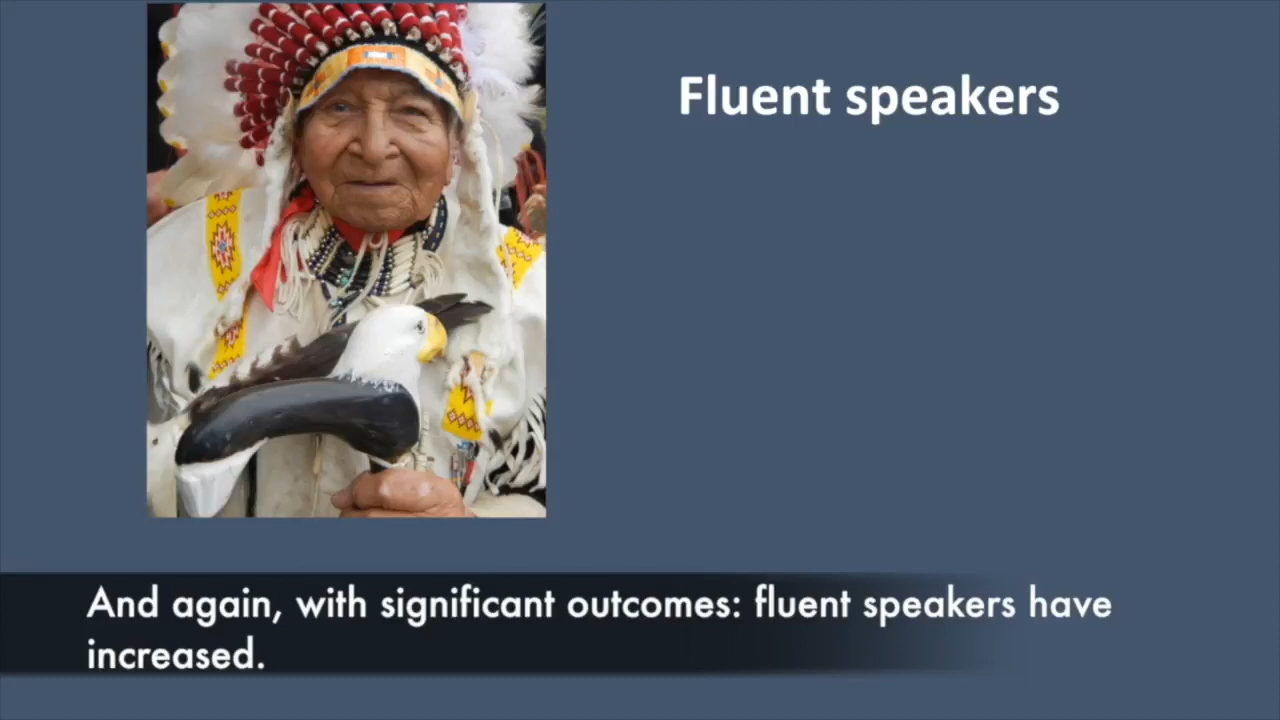 Fluent speakers
And again, with significant outcomes: fluent speakers have
increased.